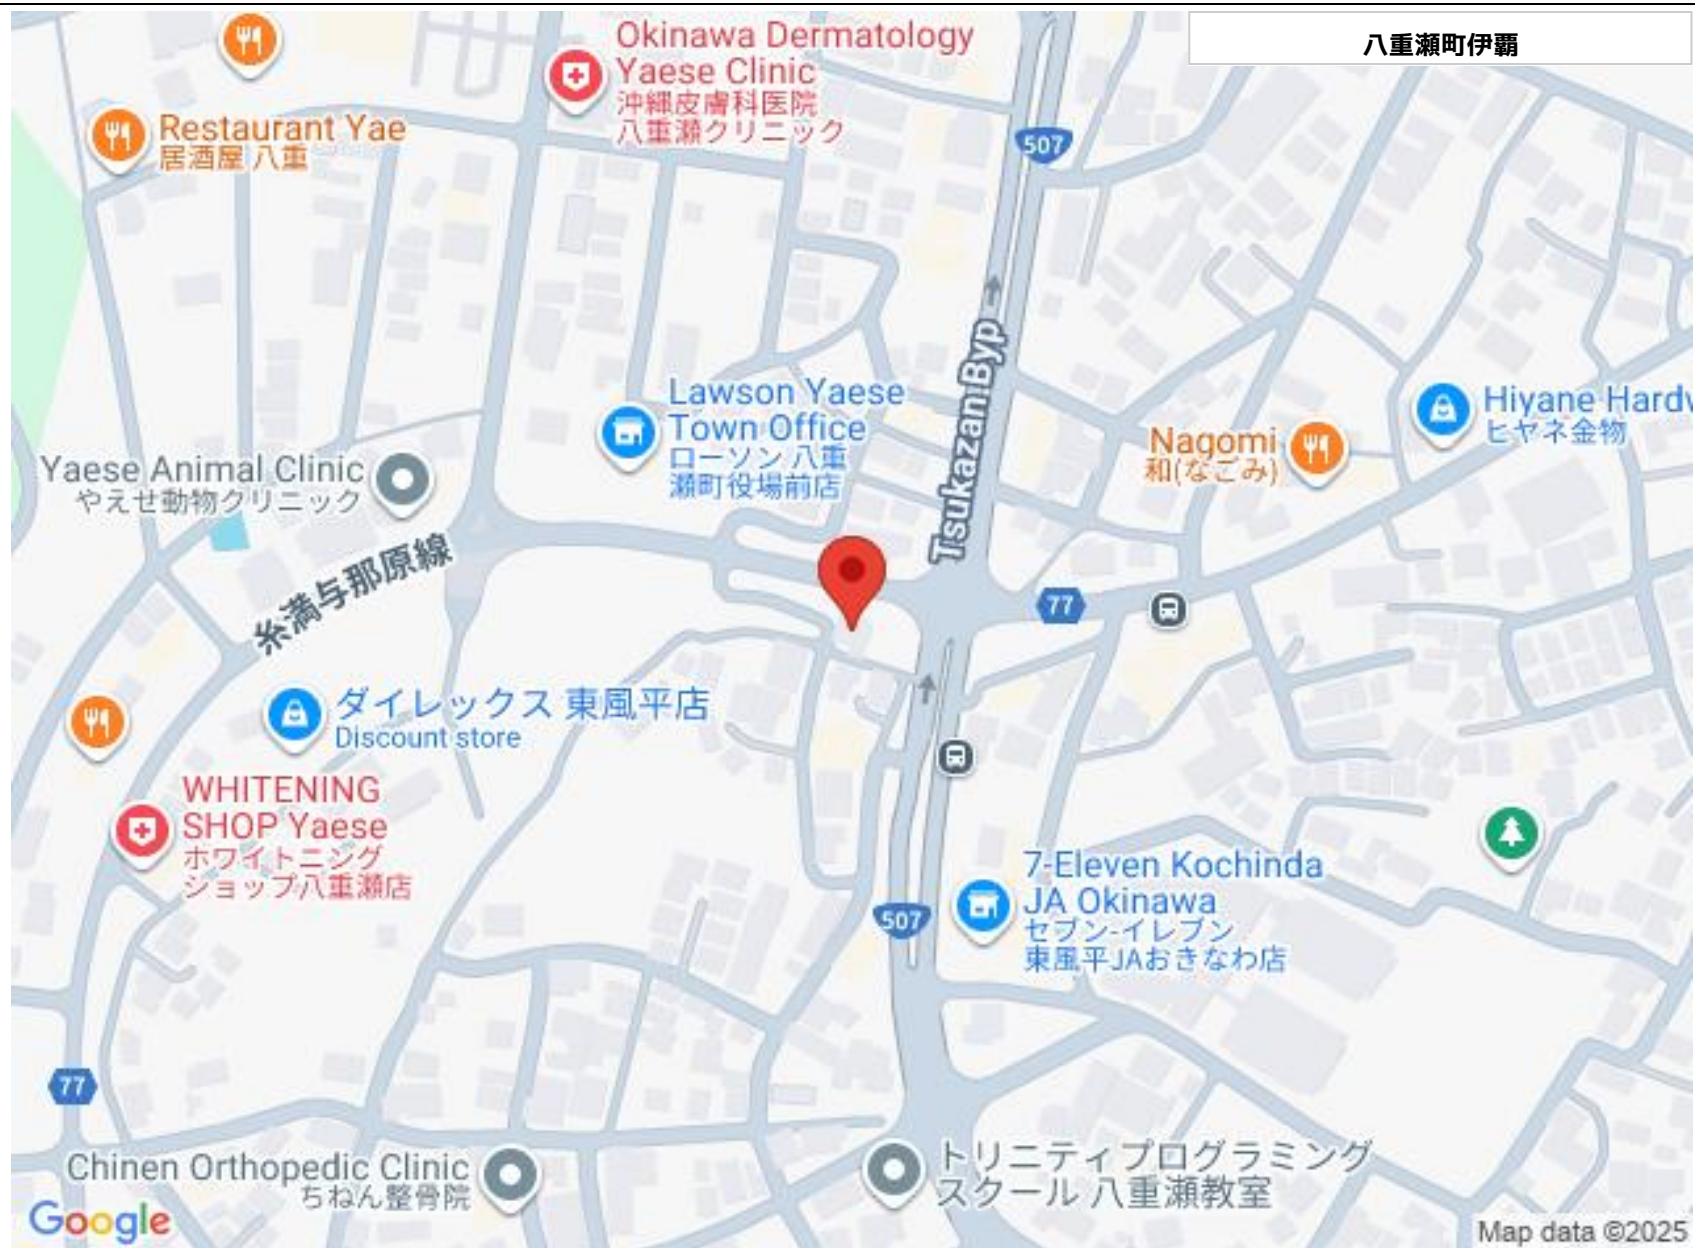 八重瀬町伊覇
Okinawa Dermatology
Yaese Clinic
沖縄皮膚科医院
八重瀬クリニック
507
Restaurant Yae
居酒屋 八重
Tsukazan Byp
Lawson Yaese
Town Office
ローソン 八重
瀬町役場前店
Hiyane Hardw
ヒヤネ金物
Nagomi
和(なごみ)
Yaese Animal Clinic
やえせ動物クリニック
糸満与那原線
77
ダイレックス 東風平店
Discount store
WHITENING
SHOP Yaese
ホワイトニング
ショップ八重瀬店
7-Eleven Kochinda
JA Okinawa
セブン-イレブン
東風平JAおきなわ店
507
77
Chinen Orthopedic Clinic
ちねん整骨院
トリニティプログラミング
スクール 八重瀬教室
Google
Map data ©2025